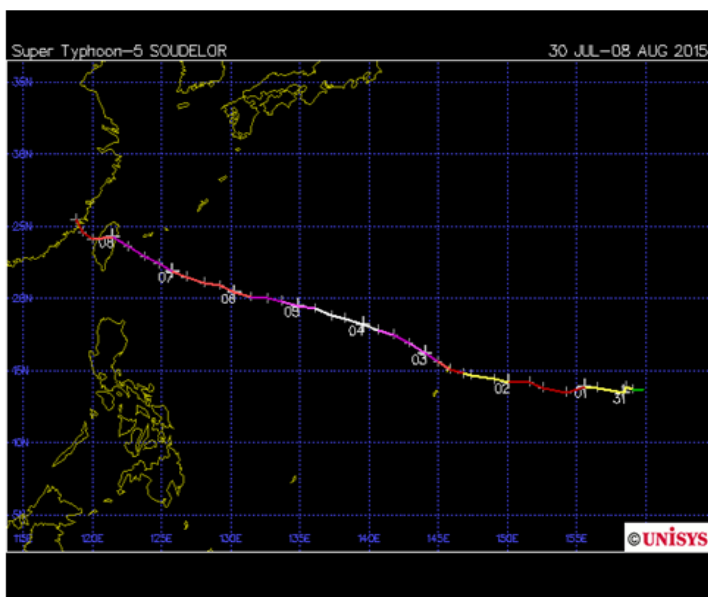 Super Typhoon-5 SOUDELOR 30 JUL-08 AUG 2015
35N
30N
25N
08
07
20N
06
05
04
03
15N
02
01
31
10N
5N
115E 120E 125E 130E 135E 140E 145E 150E 155E
©UNISYS